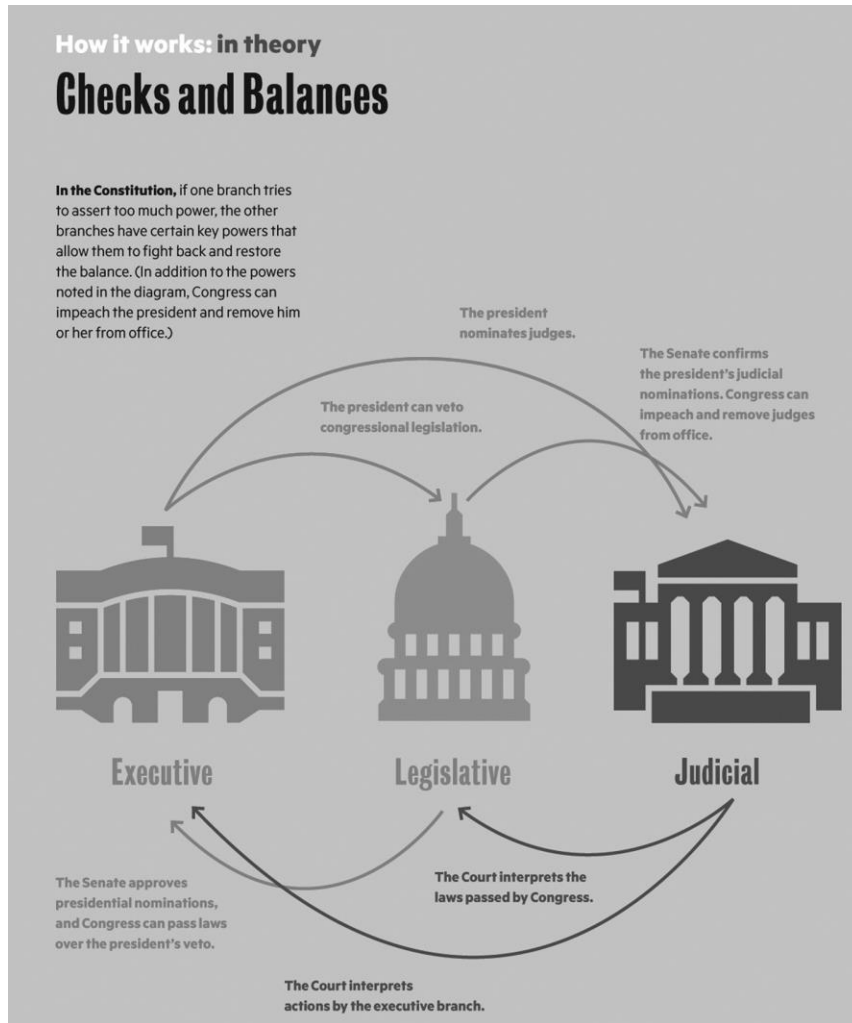 How it works: in theory
Checks and Balances
In the Constitution, if one branch tries
to assert too much power, the other
branches have certain key powers that
allow them to fight back and restore
the balance. (In addition to the powers
noted in the diagram, Congress can
impeach the president and remove him
or her from office.)
The president
nominates judges.
The Senate confirms
the president's judicial
nominations. Congress can
impeach and remove judges
from office.
The president can veto
congressional legislation.
Executive
Legislative
Judicial
The Senate approves
presidential nominations,
and Congress can pass laws
over the president's veto.
The Court interprets the
laws passed by Congress.
The Court interprets
actions by the executive branch.